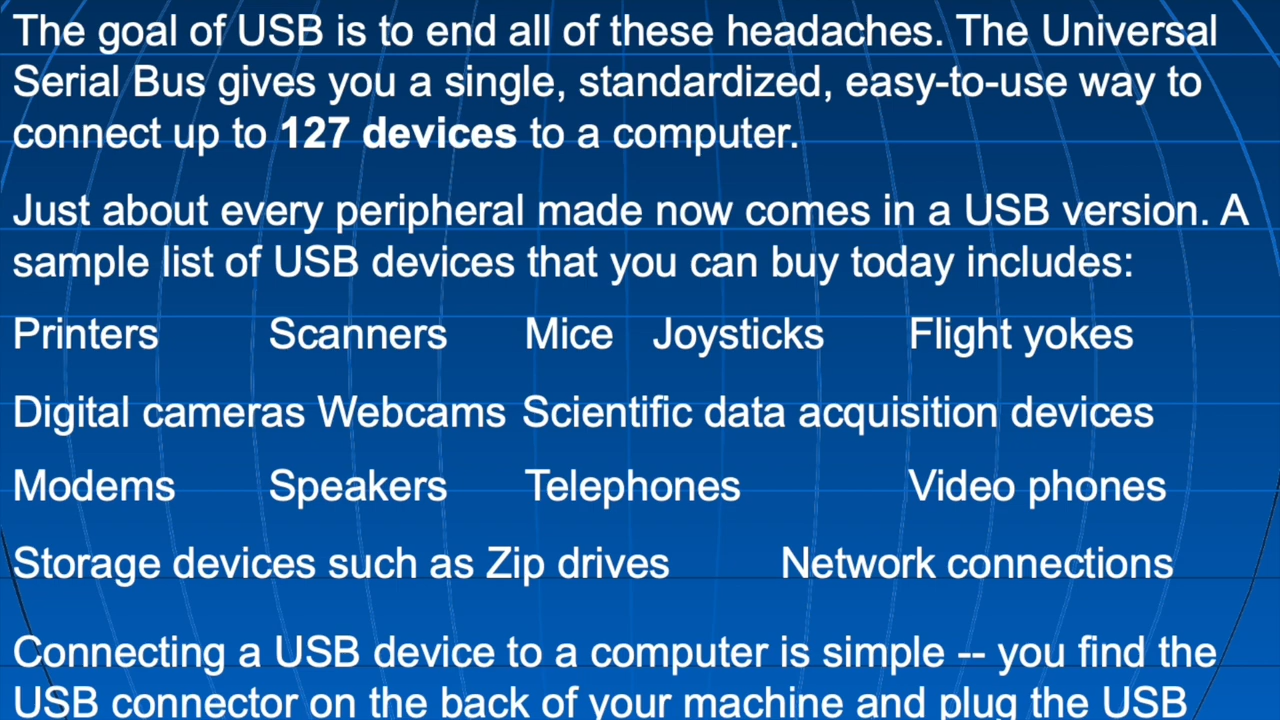 The goal of USB is to end all of these headaches. The Universal
Serial Bus gives you a single, standardized, easy-to-use way to
connect up to 127 devices to a computer.
Just about every peripheral made now comes in a USB version. A
sample list of USB devices that you can buy today includes:
Printers Scanners Mice Joysticks Flight yokes
Digital cameras Webcams Scientific data acquisition devices
Modems Speakers Telephones Video phones
Storage devices such as Zip drives Network connections
Connecting a USB device to a computer is simple -- you find the
USB connector on the back of your machine and plug the USB